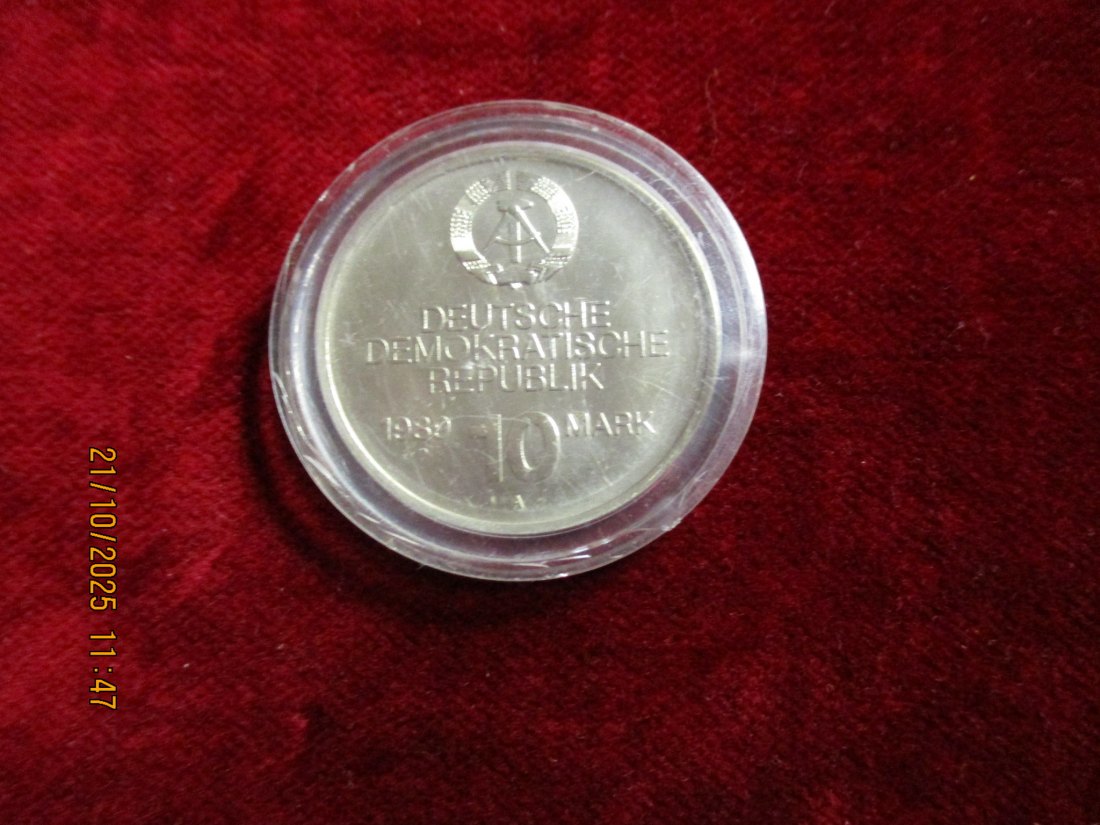 DEUTSCHE
DEMOKRATISCHE
REPUBLIK
10 MARK
A
21/10/2025 11:47